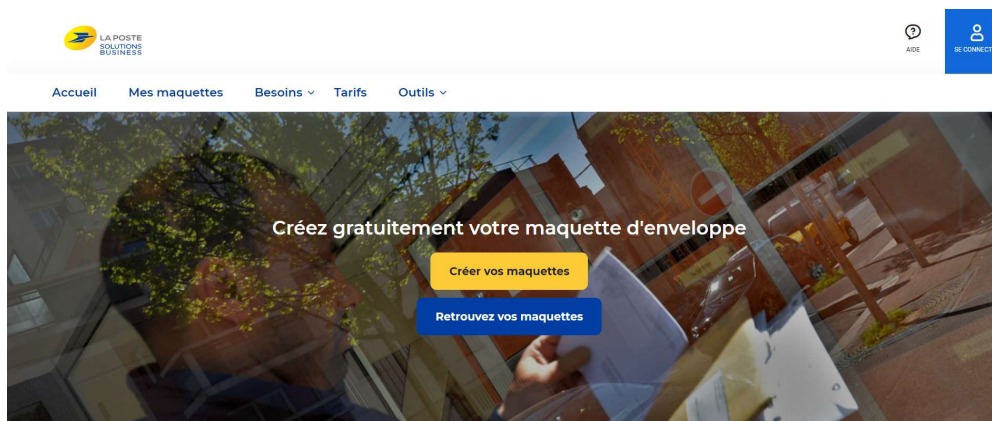 LA POSTE
SOLUTIONS
BUSINESS
AIDE
SE CONNECT
Accueil
Mes maquettes
Besoins
Tarifs
Outils
Créez gratuitement votre maquette d'enveloppe
Créer vos maquettes
Retrouvez vos maquettes